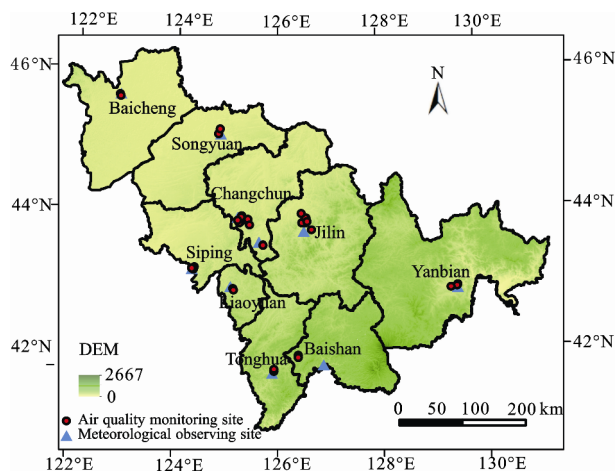 124°E 126°E 128°E 130°E
46°N 46°N
N
Baicheng
Songyuan
Changchun
44°N 44°N
Jilin
Siping
Yanbian
Liaoyuan
42°N 42°N
Tonghua Baishan
DEM
2667
0
Air quality monitoring site
Meteorological observing site
0 50 100 200 km
122°E 124°E 126°E 128°E 130°E